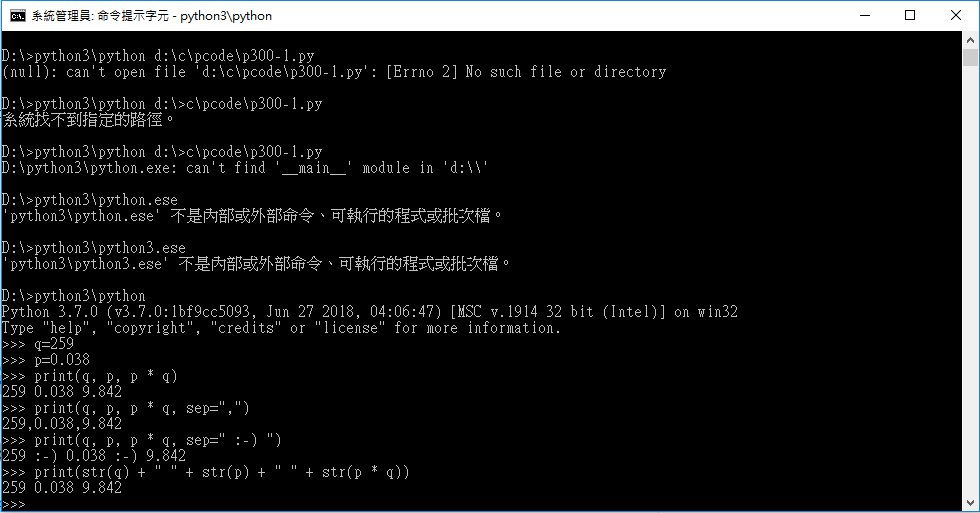 系統管理員: 命令提示字元 - python3\python
D:\>python3\python d:\c\pcode\p300-1.py
(null): can't open file 'd:\c\pcode\p300-1.py': [Errno 2] No such file or directory
D:\>python3\python d:\>c\pcode\p300-1.py
系統找不到指定的路徑。
D:\>python3\python d:\>c\pcode\p300-1.py
D:\python3\python.exe: can't find '__main__' module in 'd:\\'
D:\>python3\python.ese
'python3\python.ese' 不是內部或外部命令、可執行的程式或批次檔。
D:\>python3\python3.ese
'python3\python3.ese' 不是內部或外部命令、可執行的程式或批次檔。
D:\>python3\python
Python 3.7.0 (v3.7.0:1bf9cc5093, Jun 27 2018, 04:06:47) [MSC v.1914 32 bit (Intel)] on win32
Type "help", "copyright", "credits" or "license" for more information.
>>> q=259
>>> p=0.038
>>> print(q, p, p * q)
259 0.038 9.842
>>> print(q, p, p * q, sep=",")
259,0.038,9.842
>>> print(q, p, p * q, sep=" :-) ")
259 :-) 0.038 :-) 9.842
>>> print(str(q) + " " + str(p) + " " + str(p * q))
259 0.038 9.842
>>>